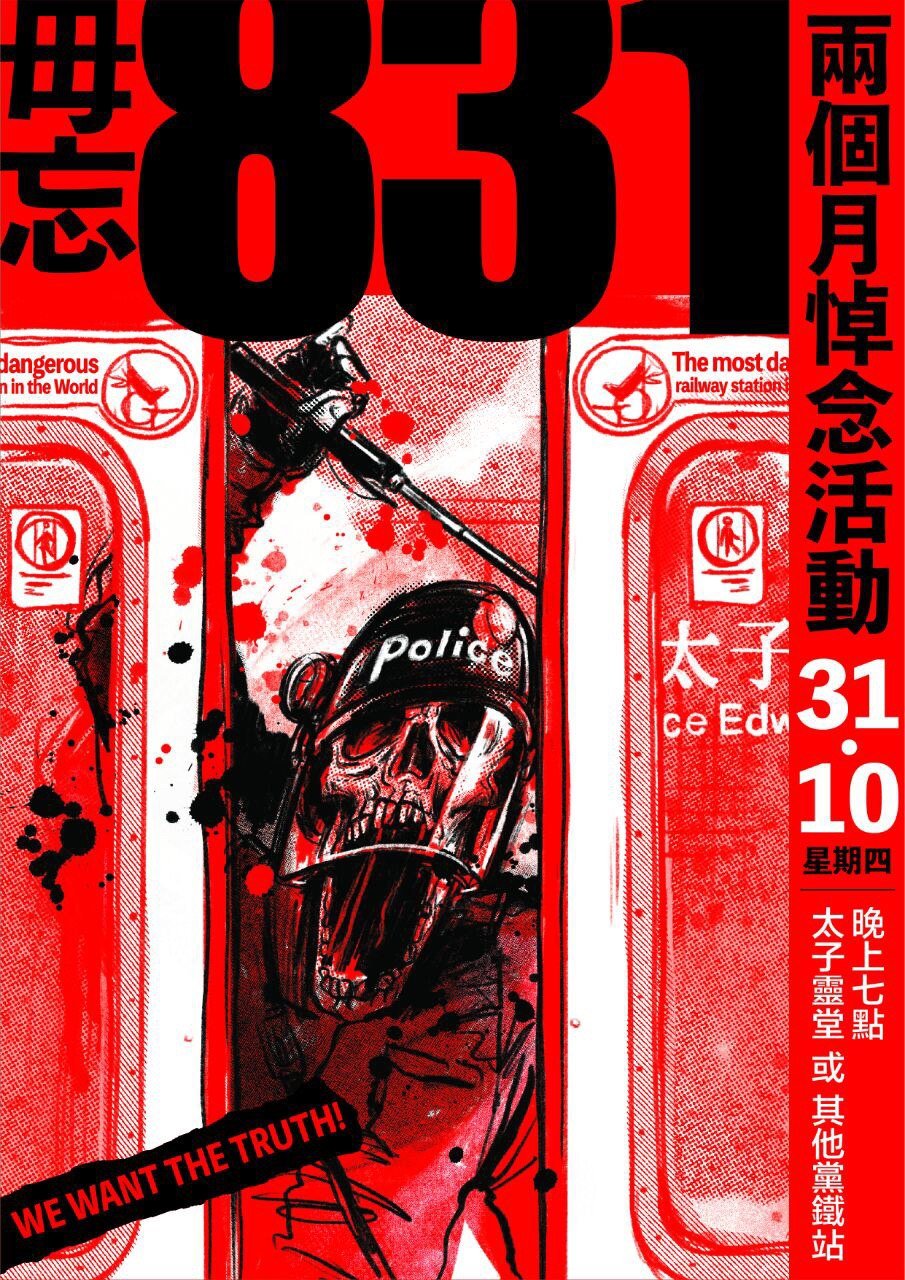 毋忘
831
兩個月悼念活動
31
·
10
星期四
晚上七點
太子靈堂 或 其他黨鐵站
dangerous
n in the World
The most da
railway station
police
太子
ce Edw
WE WANT THE TRUTH!